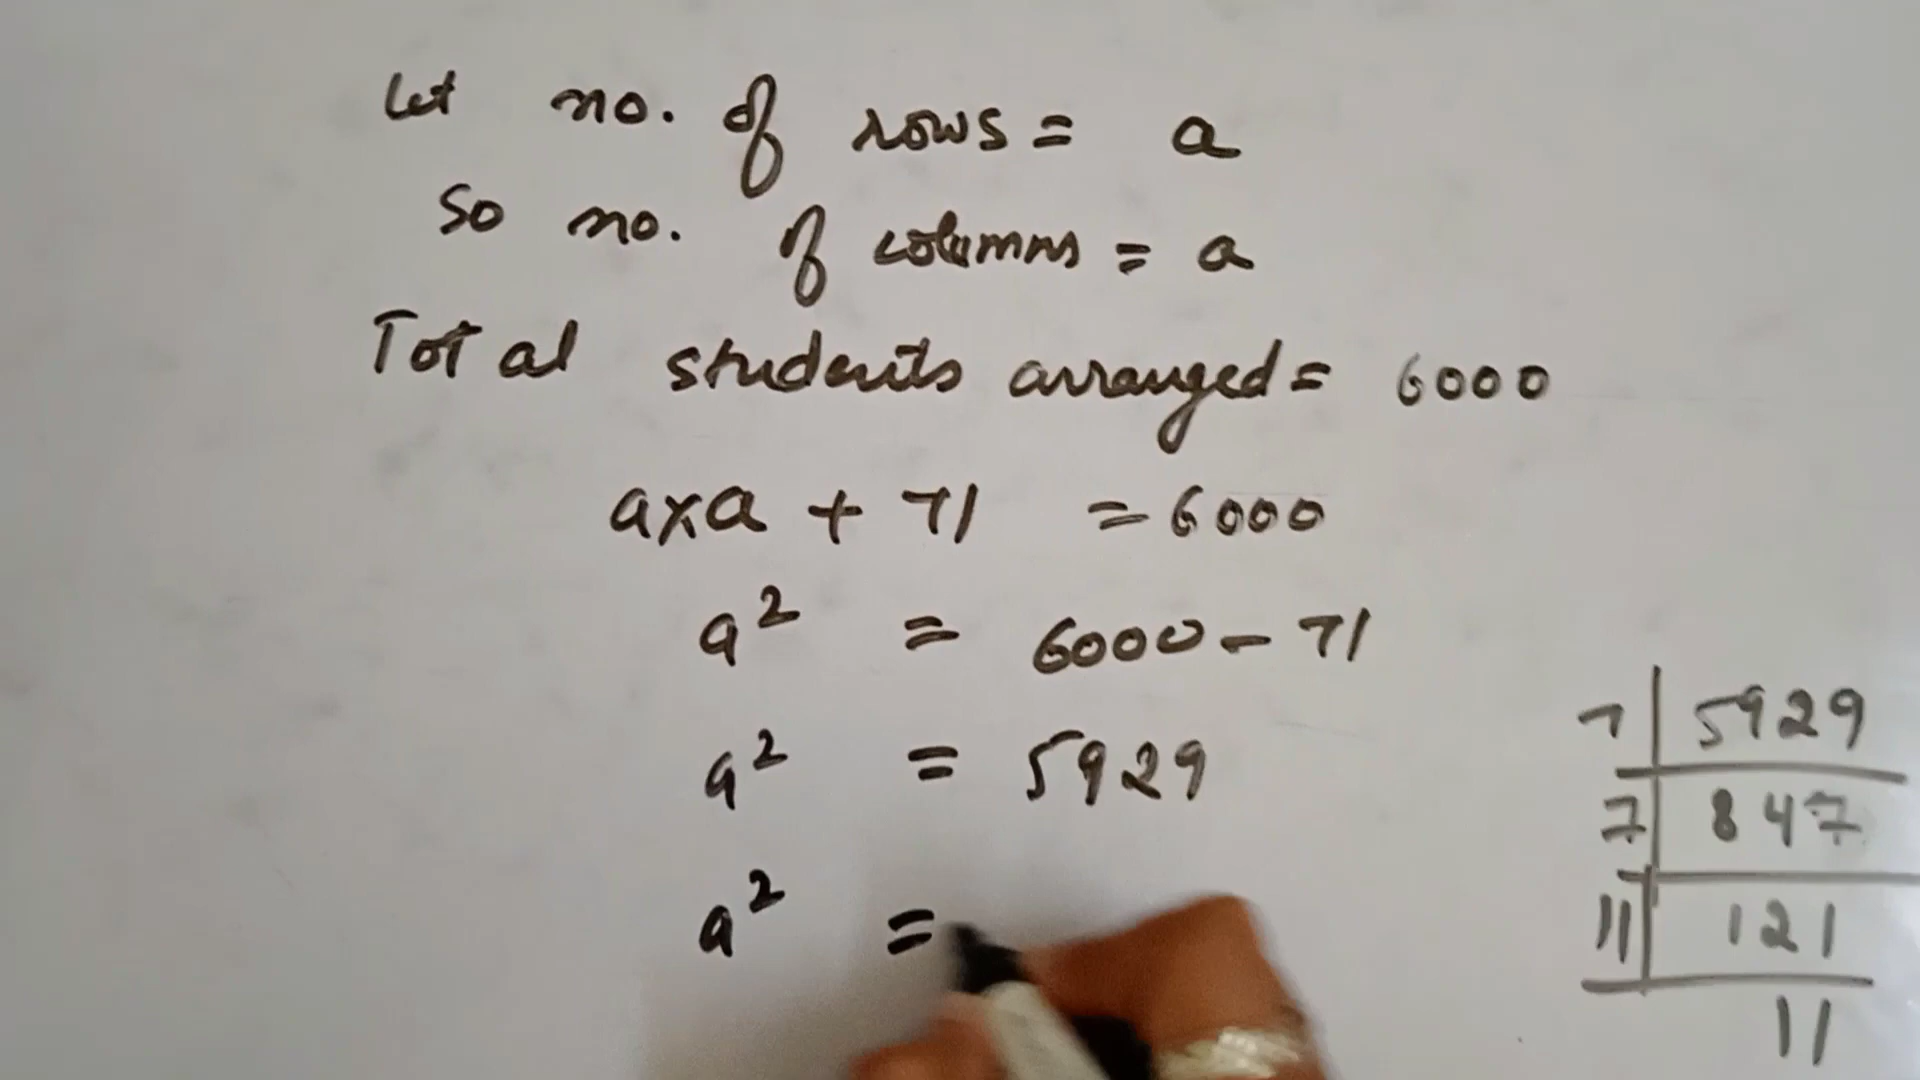 Let no. of rows = a
So no. of columns = a
Total students arranged = 6000
a×a + 71 = 6000
a² = 6000 - 71
a² = 5929
a² =
7 | 5929
7 | 847
11 | 121
11